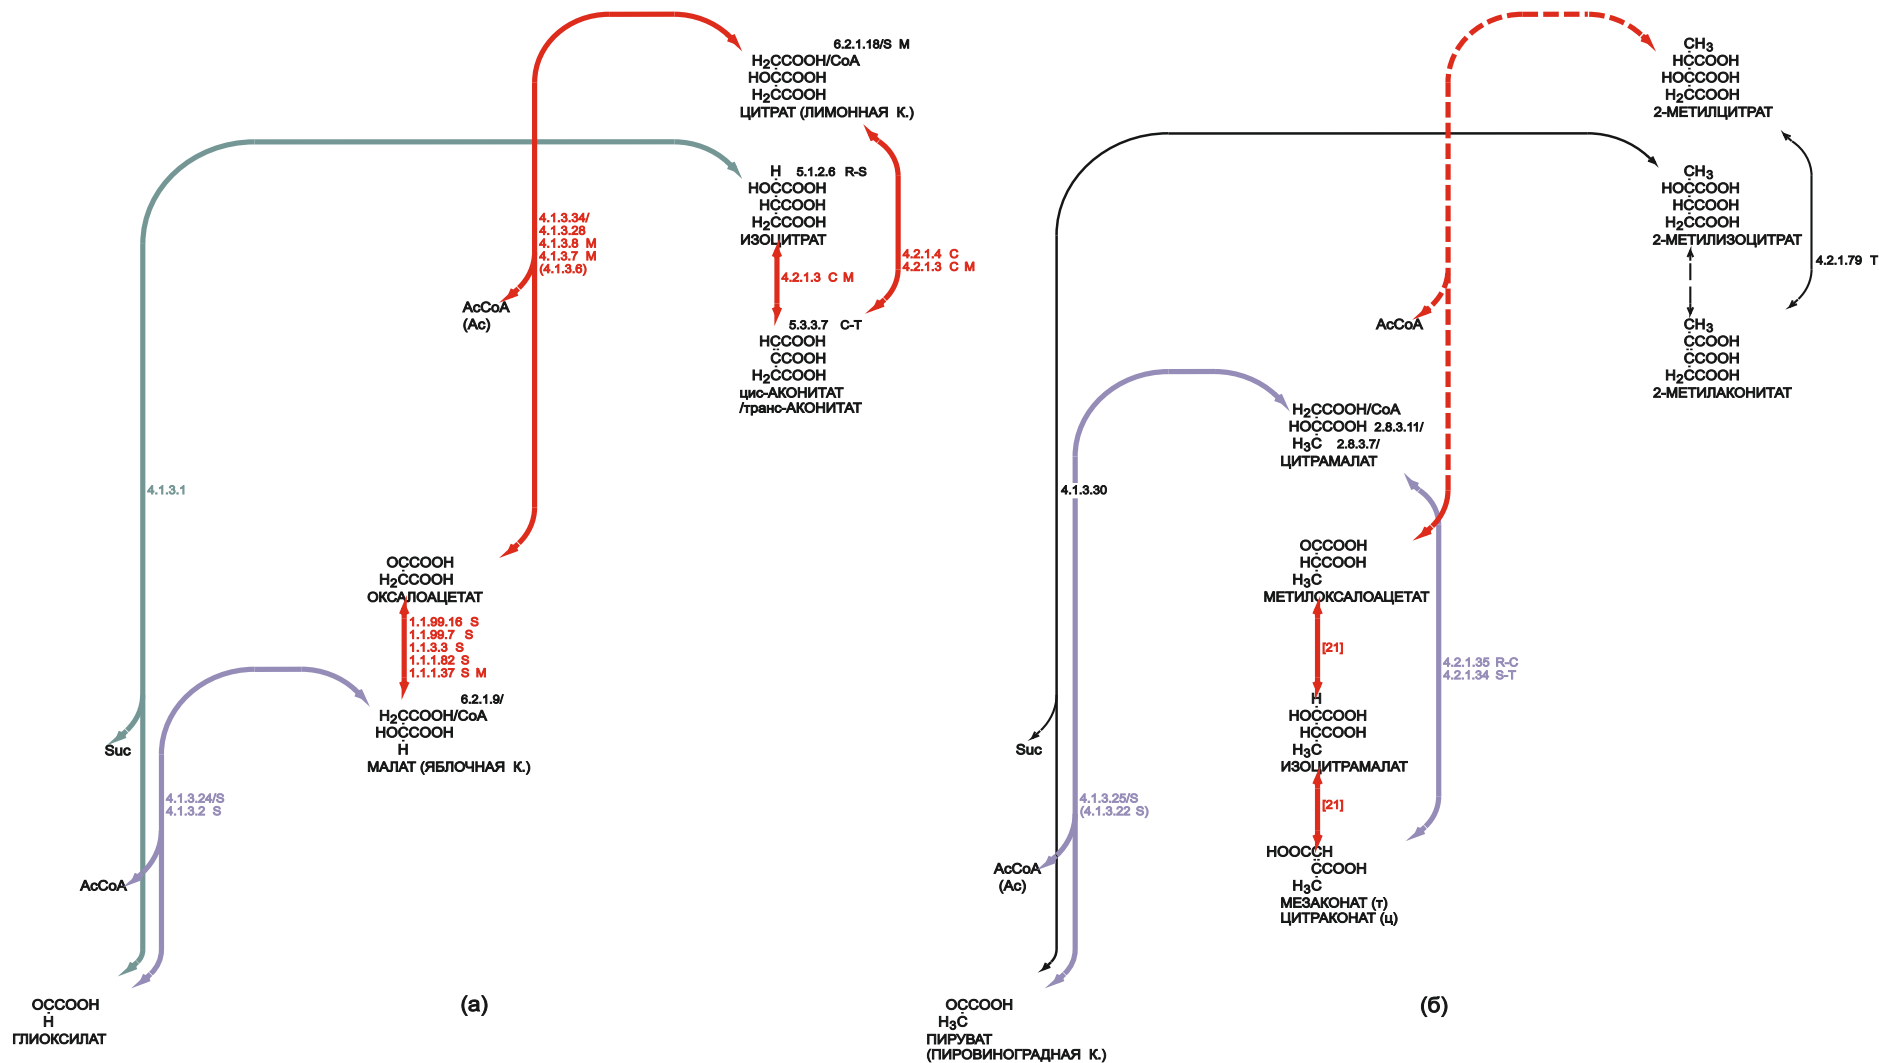 6.2.1.18/S M
H2CCOOH/CoA
HOCCOOH
H2CCOOH
ЦИТРАТ (ЛИМОННАЯ К.)
H 5.1.2.6 R-S
HOCCOOH
HCCOOH
H2CCOOH
ИЗОЦИТРАТ
4.1.3.34/
4.1.3.28
4.1.3.8 M
4.1.3.7 M
(4.1.3.6)
4.2.1.4 C
4.2.1.3 C M
4.2.1.3 C M
AcCoA
(Ac)
5.3.3.7 C-T
HCCOOH
CCOOH
H2CCOOH
цис-АКОНИТАТ
/транс-АКОНИТАТ
4.1.3.1
OCCOOH
H2CCOOH
ОКСАЛОАЦЕТАТ
1.1.99.16 S
1.1.99.7 S
1.1.3.3 S
1.1.1.82 S
1.1.1.37 S M
6.2.1.9/
H2CCOOH/CoA
HOCCOOH
H
МАЛАТ (ЯБЛОЧНАЯ К.)
Suc
4.1.3.24/S
4.1.3.2 S
AcCoA
OCCOOH
H
ГЛИОКСИЛАТ
(а)
CH3
HCCOOH
HOCCOOH
H2CCOOH
2-МЕТИЛЦИТРАТ
CH3
HOCCOOH
HCCOOH
H2CCOOH
2-МЕТИЛИЗОЦИТРАТ
4.2.1.79 T
AcCoA
CH3
CCOOH
CCOOH
H2CCOOH
2-МЕТИЛАКОНИТАТ
H2CCOOH/CoA
HOCCOOH 2.8.3.11/
H3C 2.8.3.7/
ЦИТРАМАЛАТ
4.1.3.30
OCCOOH
HCCOOH
H3C
МЕТИЛОКСАЛОАЦЕТАТ
[21]
4.2.1.35 R-C
4.2.1.34 S-T
H
HOCCOOH
HCCOOH
H3C
ИЗОЦИТРАМАЛАТ
Suc
4.1.3.25/S
(4.1.3.22 S)
[21]
HOOCCH
CCOOH
H3C
МЕЗАКОНАТ (т)
ЦИТРАКОНАТ (ц)
AcCoA
(Ac)
OCCOOH
H3C
ПИРУВАТ
(ПИРОВИНОГРАДНАЯ К.)
(б)